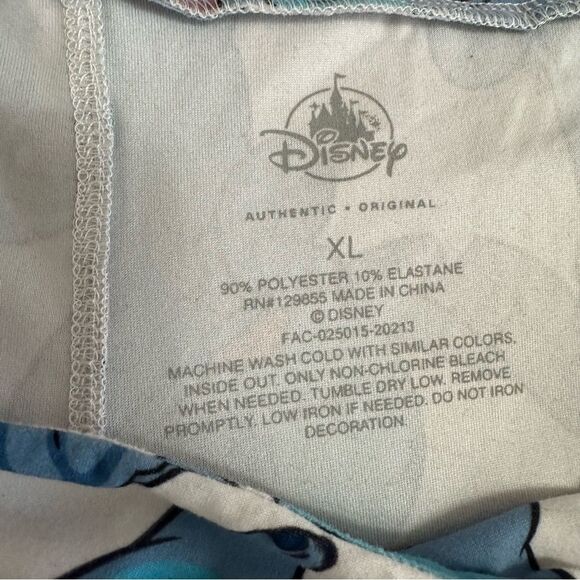 Disney
AUTHENTIC • ORIGINAL
XL
90% POLYESTER 10% ELASTANE
RN#129855 MADE IN CHINA
© DISNEY
FAC-025015-20213
MACHINE WASH COLD WITH SIMILAR COLORS,
INSIDE OUT. ONLY NON-CHLORINE BLEACH
WHEN NEEDED. TUMBLE DRY LOW. REMOVE
PROMPTLY. LOW IRON IF NEEDED. DO NOT IRON
DECORATION.